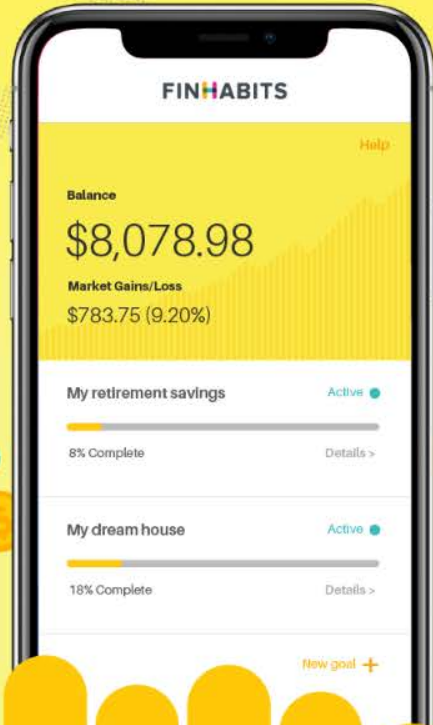 FINHABITS
Help
Balance
$8,078.98
Market Gains/Loss
$783.75 (9.20%)
My retirement savings
Active
8% Complete
Details >
My dream house
Active
18% Complete
Details >
New goal +